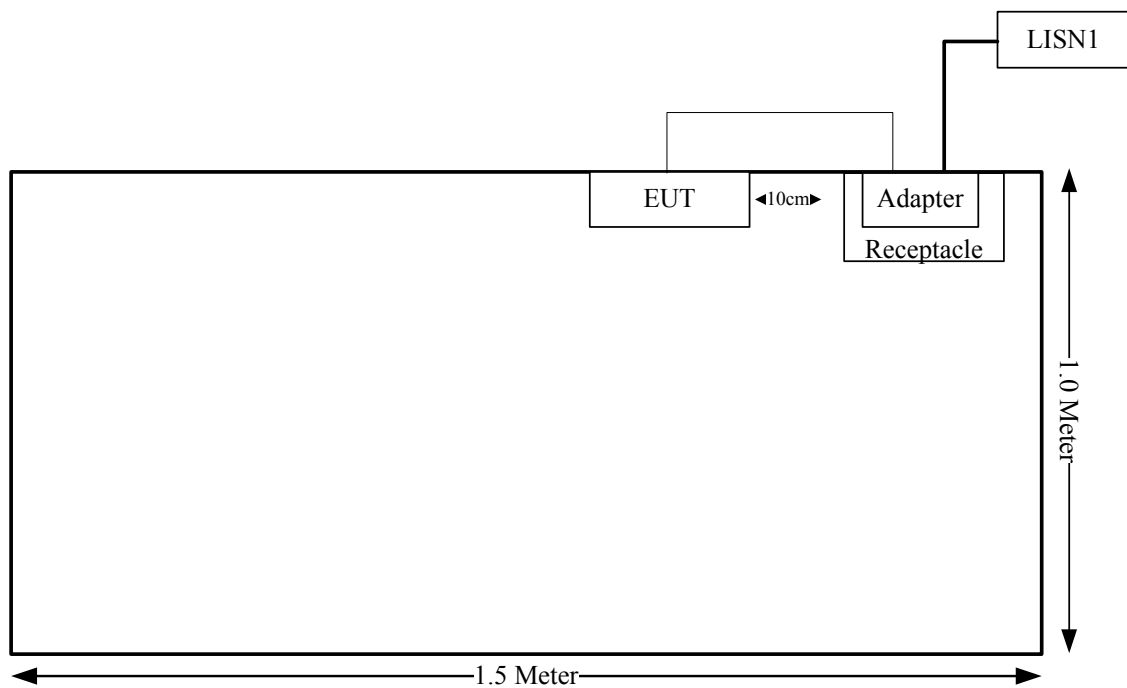 LISN1
EUT
10cm
Adapter
Receptacle
1.0 Meter
1.5 Meter